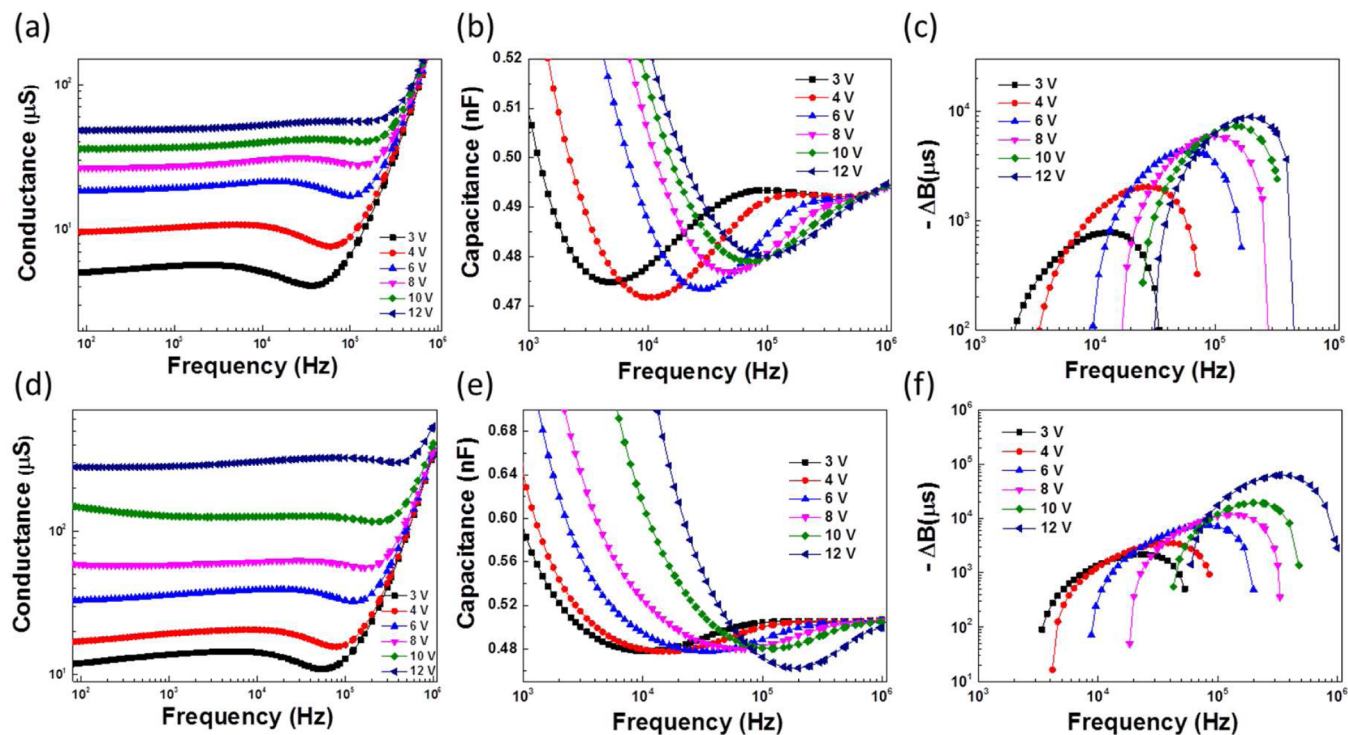 (a)
Conductance (μS)
10²
10¹
3 V
4 V
6 V
8 V
10 V
12 V
10² 10³ 10⁴ 10⁵ 10⁶
Frequency (Hz)
(b)
Capacitance (nF)
0.52
0.51
0.50
0.49
0.48
0.47
3 V
4 V
6 V
8 V
10 V
12 V
10³ 10⁴ 10⁵ 10⁶
Frequency (Hz)
(c)
- ΔB(μs)
10⁴
10³
10²
3 V
4 V
6 V
8 V
10 V
12 V
10³ 10⁴ 10⁵ 10⁶
Frequency (Hz)
(d)
Conductance (μS)
10²
10¹
3 V
4 V
6 V
8 V
10 V
12 V
10² 10³ 10⁴ 10⁵ 10⁶
Frequency (Hz)
(e)
Capacitance (nF)
0.68
0.64
0.60
0.56
0.52
0.48
3 V
4 V
6 V
8 V
10 V
12 V
10³ 10⁴ 10⁵ 10⁶
Frequency (Hz)
(f)
- ΔB(μs)
10⁶
10⁵
10⁴
10³
10²
10¹
3 V
4 V
6 V
8 V
10 V
12 V
10³ 10⁴ 10⁵ 10⁶
Frequency (Hz)